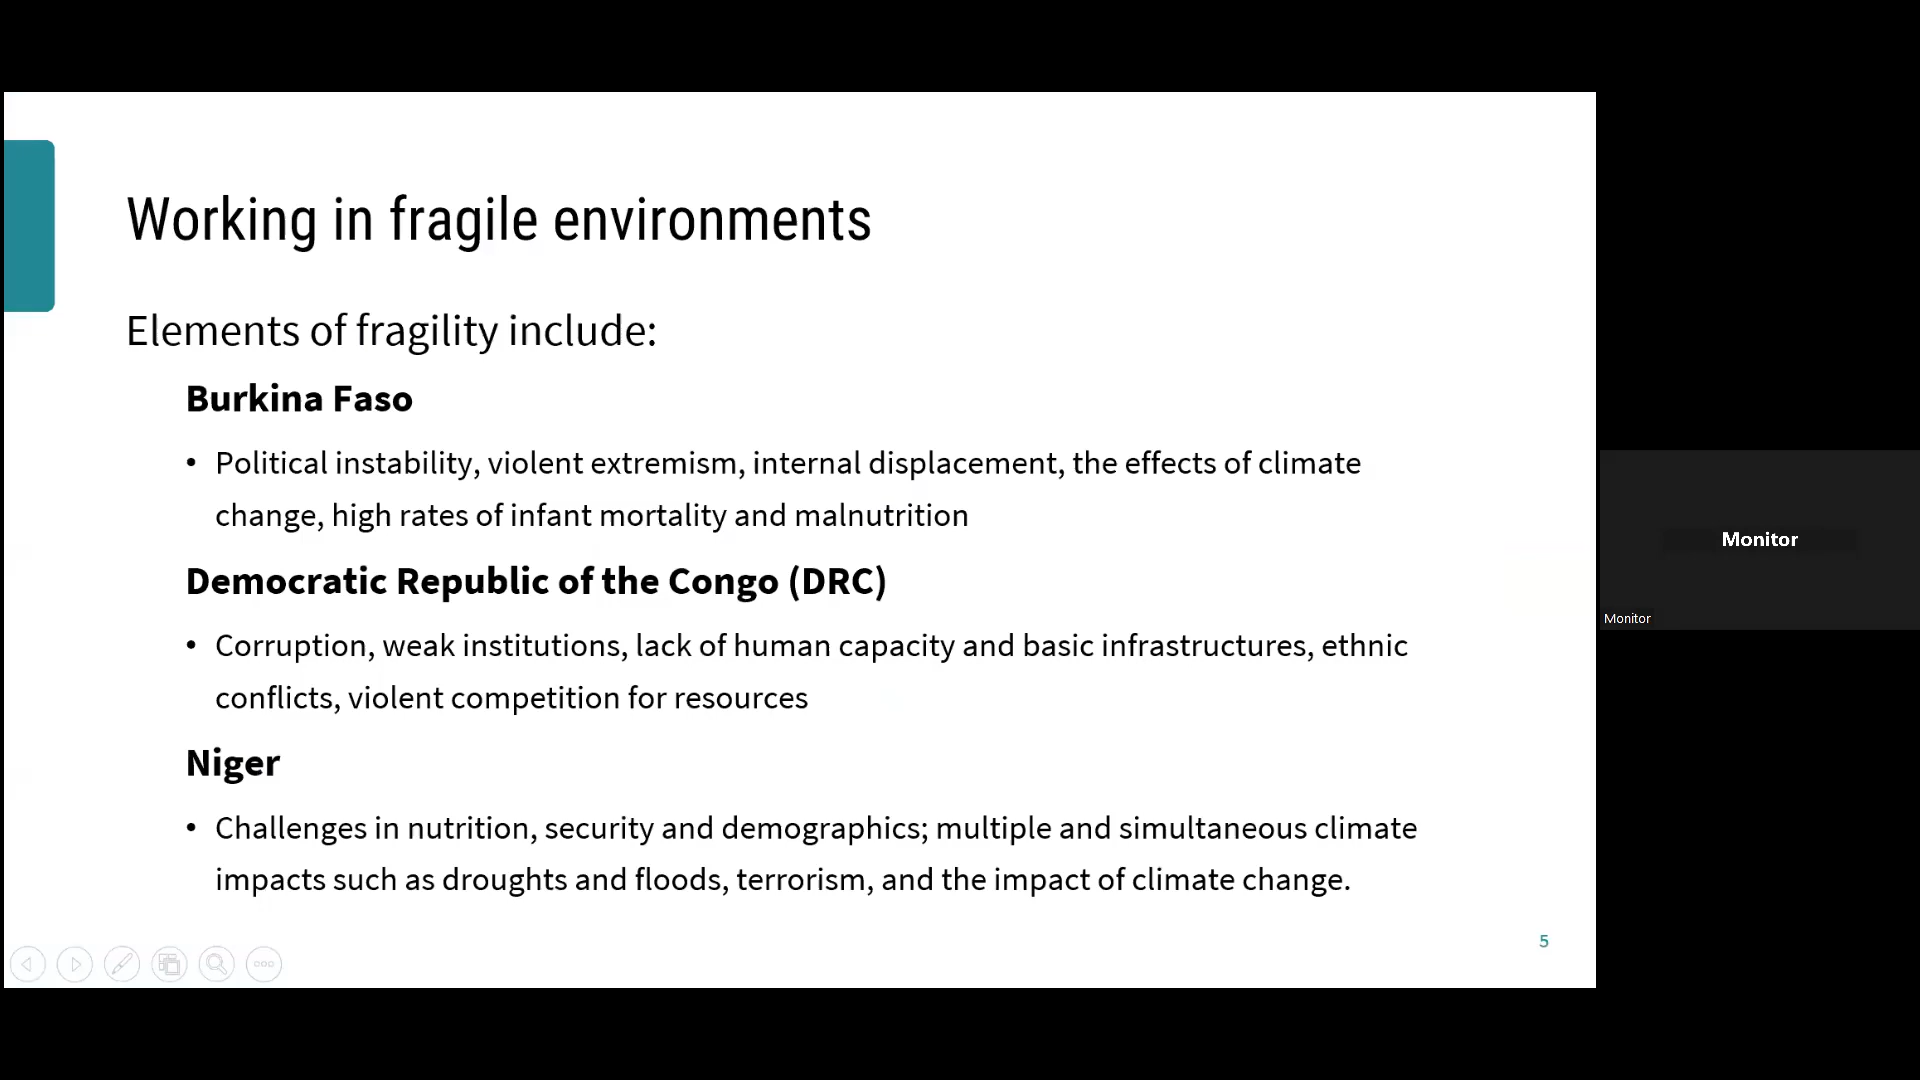 Working in fragile environments
Elements of fragility include:
Burkina Faso
• Political instability, violent extremism, internal displacement, the effects of climate
change, high rates of infant mortality and malnutrition
Democratic Republic of the Congo (DRC)
• Corruption, weak institutions, lack of human capacity and basic infrastructures, ethnic
conflicts, violent competition for resources
Niger
• Challenges in nutrition, security and demographics; multiple and simultaneous climate
impacts such as droughts and floods, terrorism, and the impact of climate change.
5
Monitor
Monitor